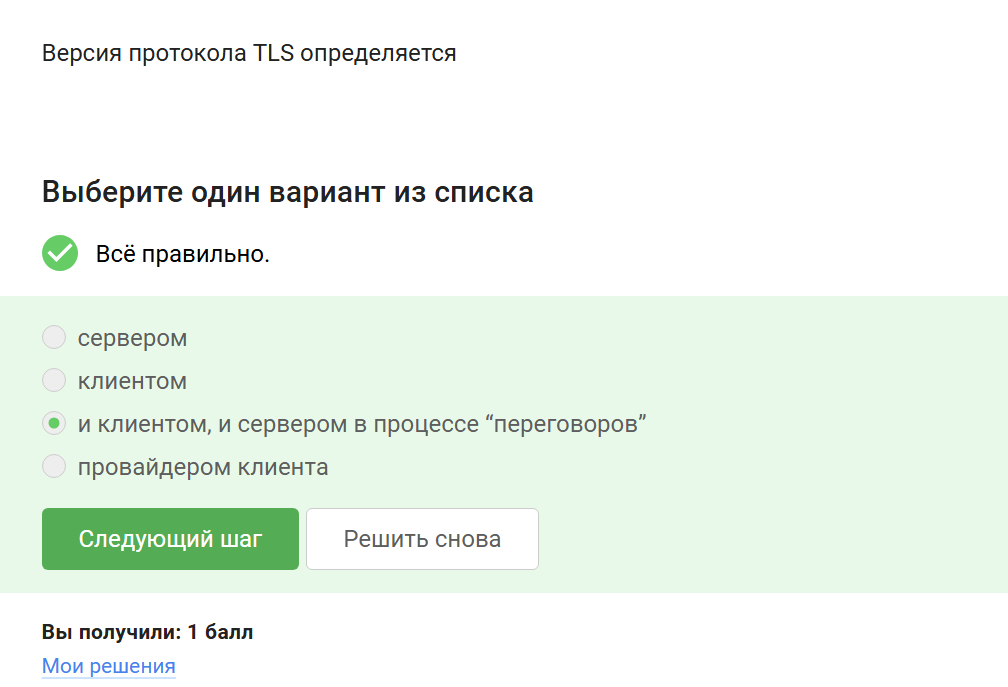 Версия протокола TLS определяется
Выберите один вариант из списка
Всё правильно.
сервером
клиентом
и клиентом, и сервером в процессе “переговоров”
провайдером клиента
Следующий шаг
Решить снова
Вы получили: 1 балл
Мои решения